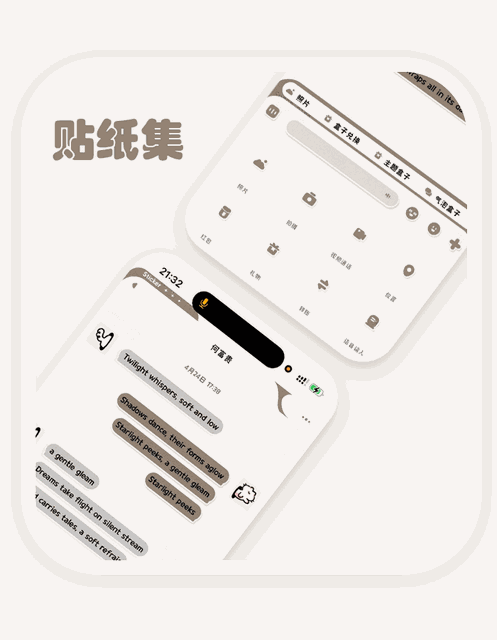 贴纸集
raps all in its
照片
盒子兑换
主题盒子
气泡盒子
照片
拍摄
视频通话
位置
红包
礼物
转账
语音输入
Sticker
21:32
何富贵
4月24日 17:39
Twilight whispers, soft and low
Shadows dance, their forms aglow
Starlight peeks, a gentle gleam
Starlight peeks
a gentle gleam
Dreams take flight on silent stream
carries tales, a soft refrai